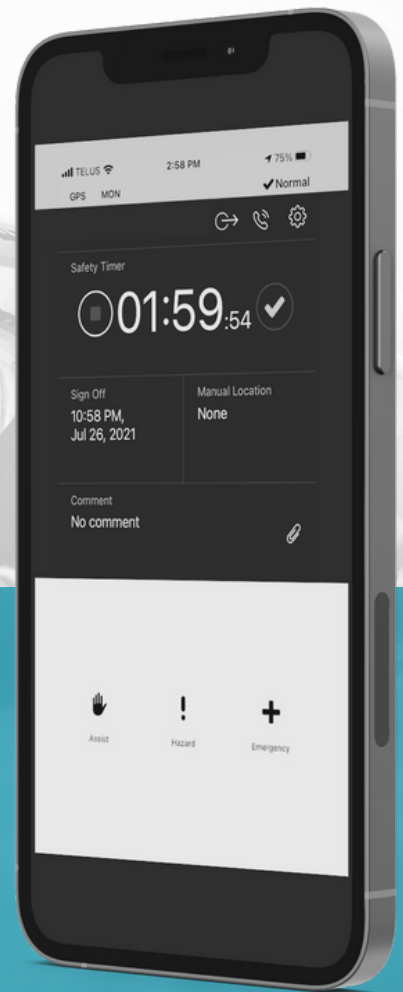 TELUS 2:58 PM 75%
GPS MON Normal
Safety Timer
01:59:54
Sign Off
10:58 PM,
Jul 26, 2021
Manual Location
None
Comment
No comment
Assist Hazard Emergency